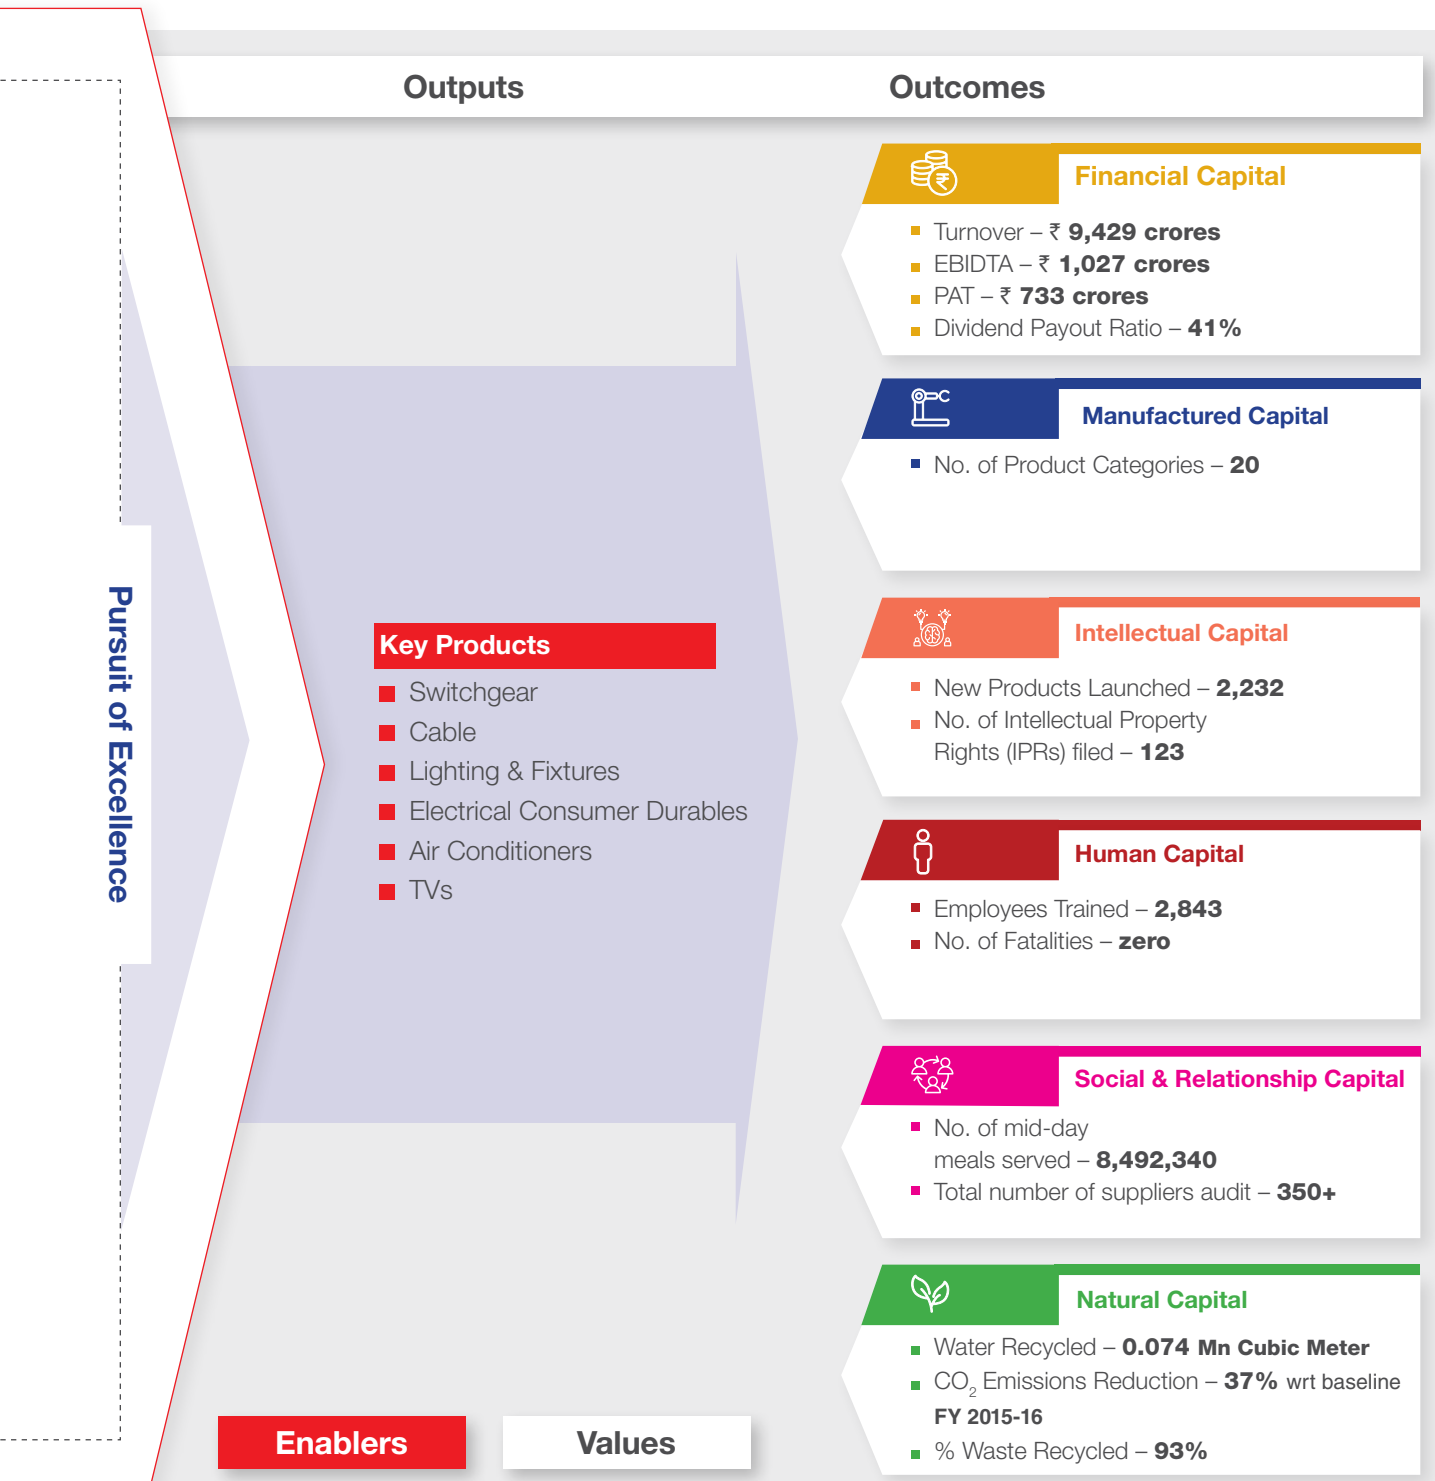 Outputs
Outcomes
Pursuit of Excellence
Key Products
Switchgear
Cable
Lighting & Fixtures
Electrical Consumer Durables
Air Conditioners
TVs
Financial Capital
Turnover – ₹ 9,429 crores
EBIDTA – ₹ 1,027 crores
PAT – ₹ 733 crores
Dividend Payout Ratio – 41%
Manufactured Capital
No. of Product Categories – 20
Intellectual Capital
New Products Launched – 2,232
No. of Intellectual Property
Rights (IPRs) filed – 123
Human Capital
Employees Trained – 2,843
No. of Fatalities – zero
Social & Relationship Capital
No. of mid-day
meals served – 8,492,340
Total number of suppliers audit – 350+
Natural Capital
Water Recycled – 0.074 Mn Cubic Meter
CO₂ Emissions Reduction – 37% wrt baseline
FY 2015-16
% Waste Recycled – 93%
Enablers
Values